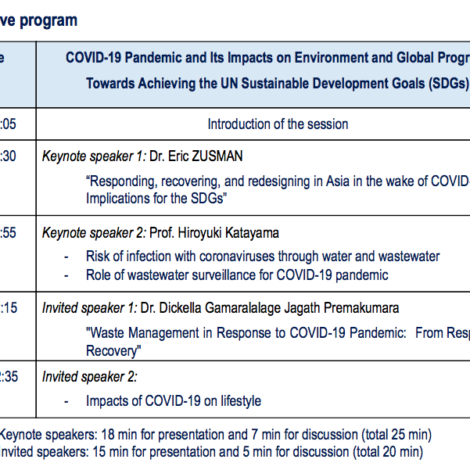 ve program
e
COVID-19 Pandemic and Its Impacts on Environment and Global Progr
Towards Achieving the UN Sustainable Development Goals (SDGs)
:05
Introduction of the session
:30
Keynote speaker 1: Dr. Eric ZUSMAN
“Responding, recovering, and redesigning in Asia in the wake of COVID-
Implications for the SDGs”
:55
Keynote speaker 2: Prof. Hiroyuki Katayama
- Risk of infection with coronaviruses through water and wastewater
- Role of wastewater surveillance for COVID-19 pandemic
:15
Invited speaker 1: Dr. Dickella Gamaralalage Jagath Premakumara
"Waste Management in Response to COVID-19 Pandemic: From Resp
Recovery"
2:35
Invited speaker 2:
- Impacts of COVID-19 on lifestyle
Keynote speakers: 18 min for presentation and 7 min for discussion (total 25 min)
nvited speakers: 15 min for presentation and 5 min for discussion (total 20 min)